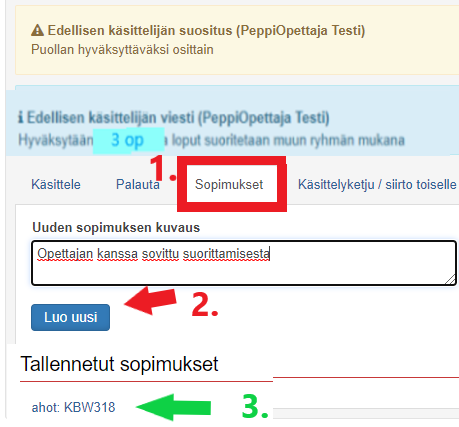 Edellisen käsittelijän suositus (PeppiOpettaja Testi)
Puollan hyväksyttäväksi osittain
Edellisen käsittelijän viesti (PeppiOpettaja Testi)
Hyväksytään 3 op a loput suoritetaan muun ryhmän mukana
1.
Käsittele Palauta Sopimukset Käsittelyketju / siirto toiselle
Uuden sopimuksen kuvaus
Opettajan kanssa sovittu suorittamisesta
Luo uusi
2.
Tallennetut sopimukset
ahot: KBW318
3.